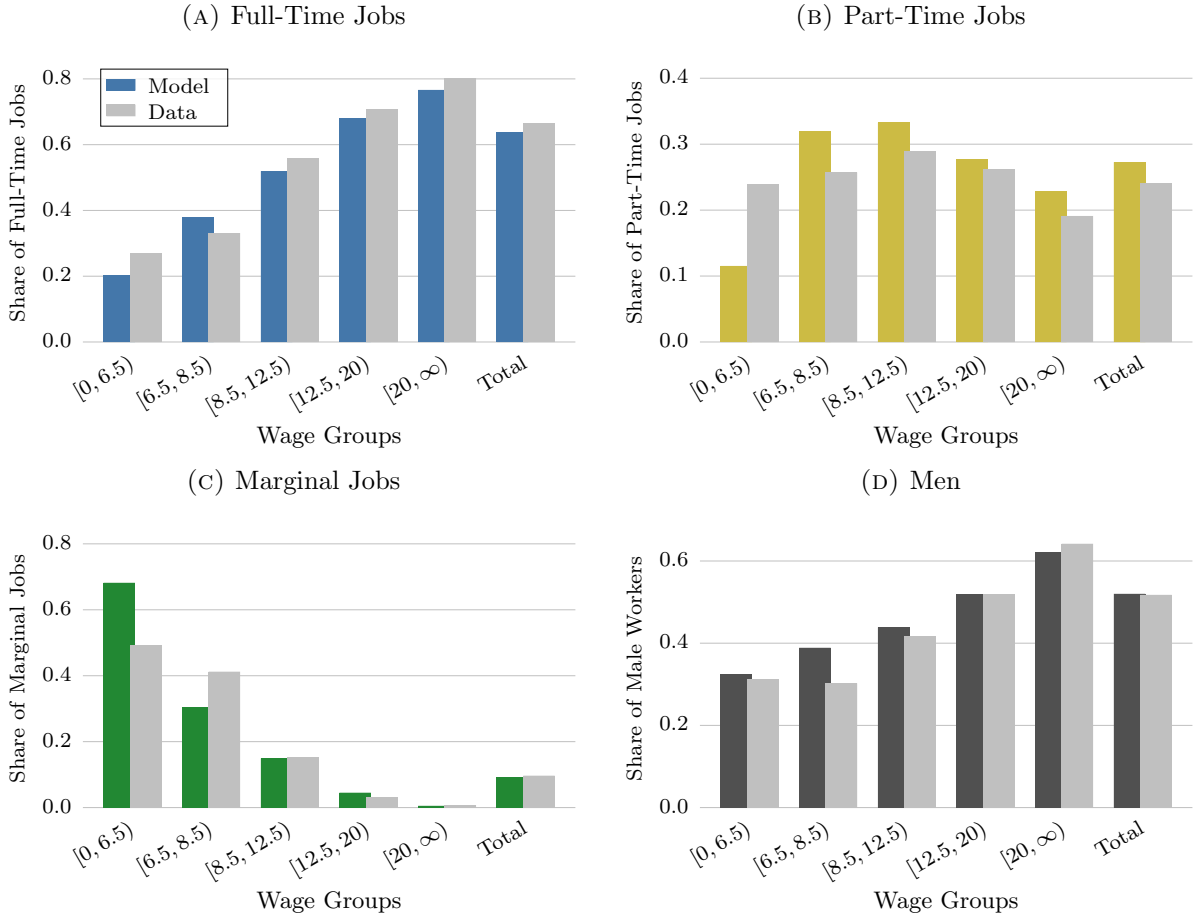 (A) Full-Time Jobs
Share of Full-Time Jobs
0.8
0.6
0.4
0.2
0.0
Model
Data
[0, 6.5)
[6.5, 8.5)
[8.5, 12.5)
[12.5, 20)
[20, ∞)
Total
Wage Groups
(B) Part-Time Jobs
Share of Part-Time Jobs
0.4
0.3
0.2
0.1
0.0
[0, 6.5)
[6.5, 8.5)
[8.5, 12.5)
[12.5, 20)
[20, ∞)
Total
Wage Groups
(C) Marginal Jobs
Share of Marginal Jobs
0.8
0.6
0.4
0.2
0.0
[0, 6.5)
[6.5, 8.5)
[8.5, 12.5)
[12.5, 20)
[20, ∞)
Total
Wage Groups
(D) Men
Share of Male Workers
0.6
0.4
0.2
0.0
[0, 6.5)
[6.5, 8.5)
[8.5, 12.5)
[12.5, 20)
[20, ∞)
Total
Wage Groups